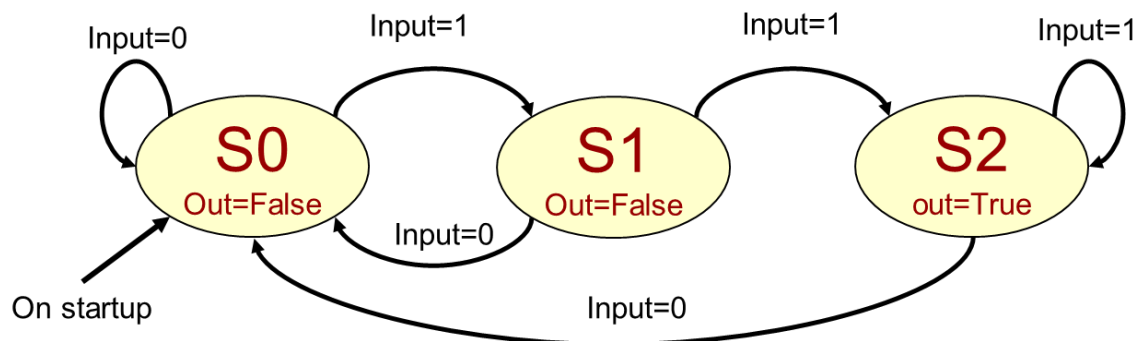 Input=0
Input=1
Input=1
Input=1
S0
Out=False
S1
Out=False
S2
out=True
Input=0
On startup
Input=0